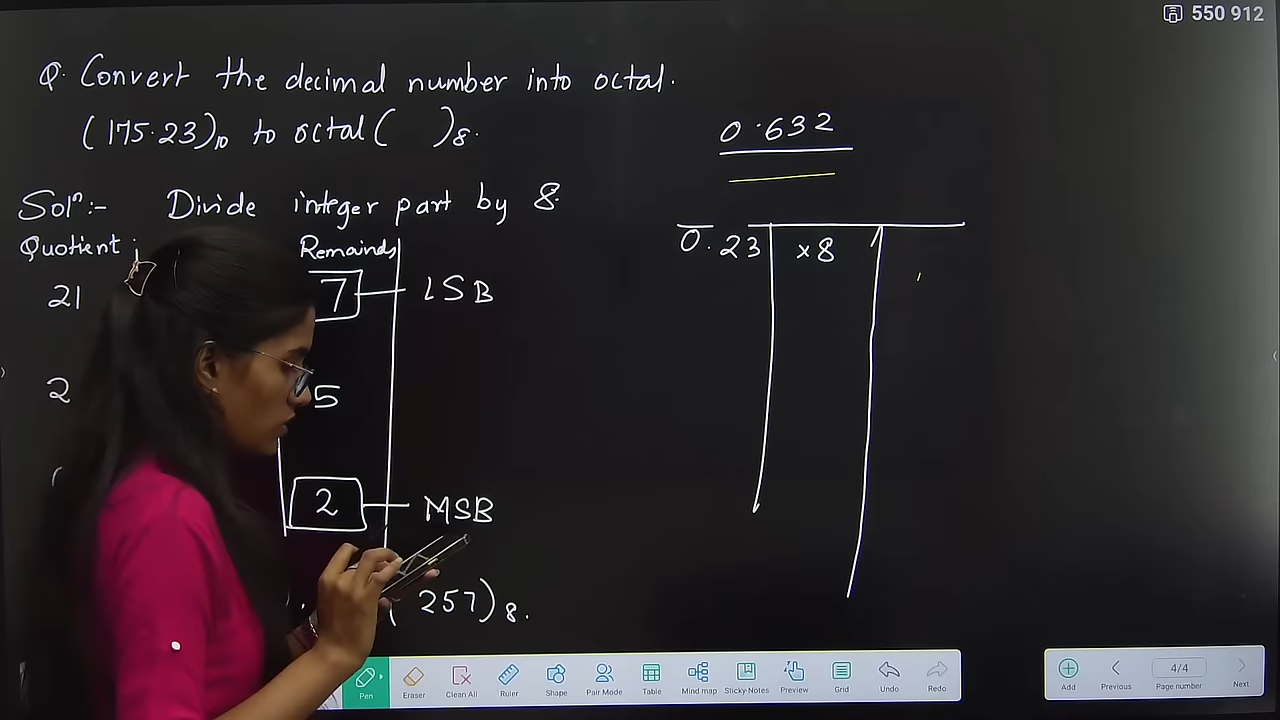 550 912
Q. Convert the decimal number into octal.
(175.23)10 to octal( )8.
Solⁿ:- Divide integer part by 8.
Quotient ; Remainds
21 7 LSB
2 5
2 MSB
( 257)8.
0.632
0.23 ×8
Pen Eraser Clean All Ruler Shape Pair Mode Table Mind map Sticky Notes Preview Grid Undo Redo
Add Previous 4/4 Page number Next